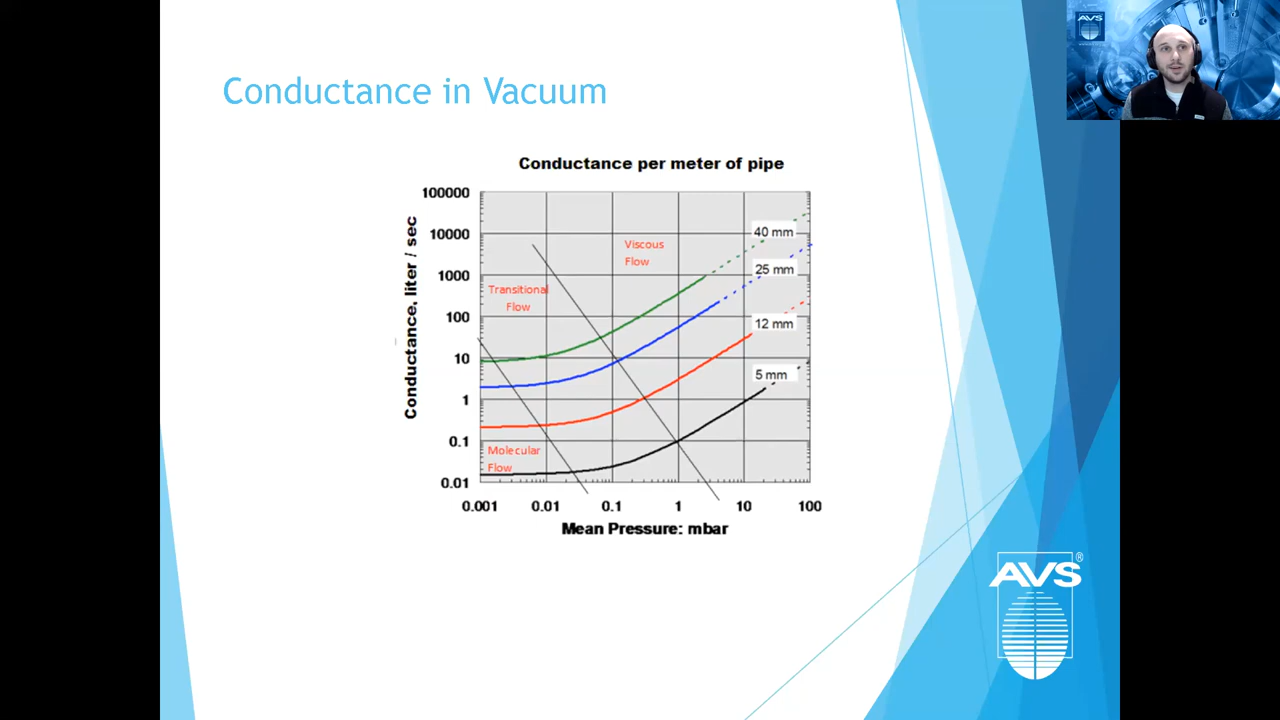 AVS
Conductance in Vacuum
Conductance per meter of pipe
Conductance, liter / sec
100000
10000
1000
100
10
1
0.1
0.01
40 mm
25 mm
12 mm
5 mm
Viscous
Flow
Transitional
Flow
Molecular
Flow
0.001
0.01
0.1
1
10
100
Mean Pressure: mbar
AVS®